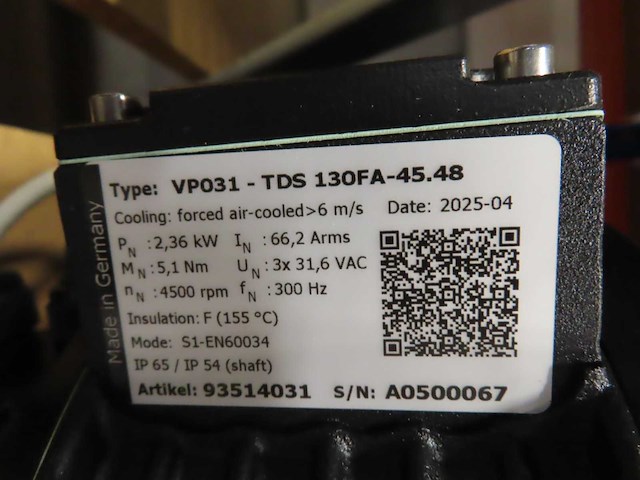 Made in Germany
Type: VP031 - TDS 130FA-45.48
Cooling: forced air-cooled>6 m/s Date: 2025-04
PN : 2,36 kW IN : 66,2 Arms
MN : 5,1 Nm UN : 3x 31,6 VAC
nN : 4500 rpm fN : 300 Hz
Insulation: F (155 °C)
Mode: S1-EN60034
IP 65 / IP 54 (shaft)
Artikel: 93514031 S/N: A0500067